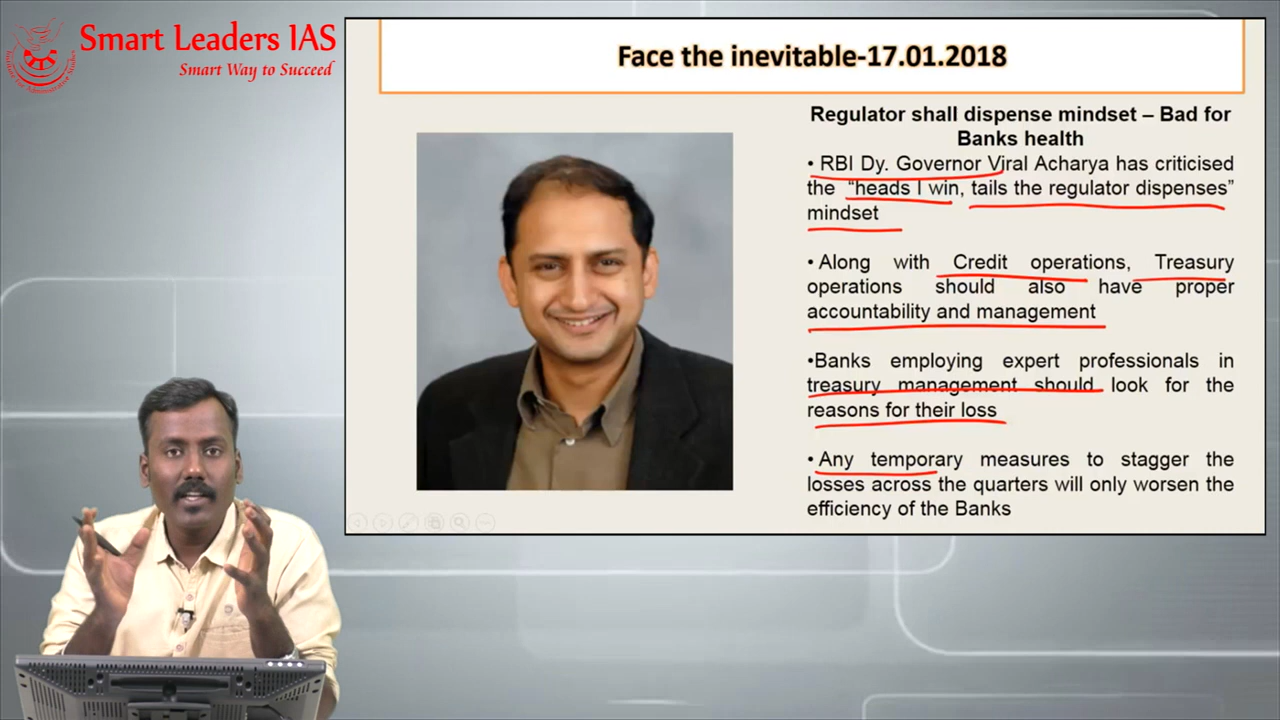 Smart Leaders IAS
Smart Way to Succeed
Face the inevitable-17.01.2018
Regulator shall dispense mindset – Bad for
Banks health
• RBI Dy. Governor Viral Acharya has criticised
the “heads I win, tails the regulator dispenses”
mindset
• Along with Credit operations, Treasury
operations should also have proper
accountability and management
•Banks employing expert professionals in
treasury management should look for the
reasons for their loss
• Any temporary measures to stagger the
losses across the quarters will only worsen the
efficiency of the Banks